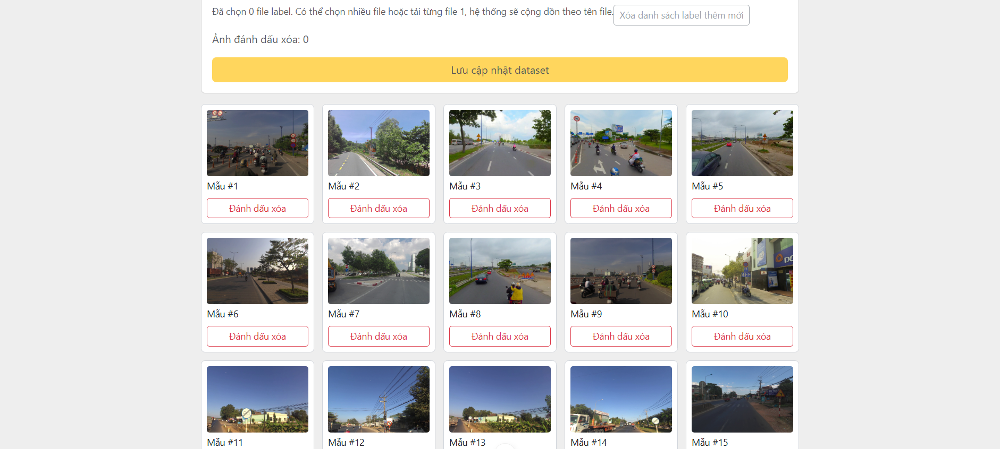 Đã chọn 0 file label. Có thể chọn nhiều file hoặc tải từng file 1, hệ thống sẽ cộng dồn theo tên file.
Xóa danh sách label thêm mới
Ảnh đánh dấu xóa: 0
Lưu cập nhật dataset
Mẫu #1
Mẫu #2
Mẫu #3
Mẫu #4
Mẫu #5
Đánh dấu xóa
Đánh dấu xóa
Đánh dấu xóa
Đánh dấu xóa
Đánh dấu xóa
Mẫu #6
Mẫu #7
Mẫu #8
Mẫu #9
Mẫu #10
Đánh dấu xóa
Đánh dấu xóa
Đánh dấu xóa
Đánh dấu xóa
Đánh dấu xóa
Mẫu #11
Mẫu #12
Mẫu #13
Mẫu #14
Mẫu #15